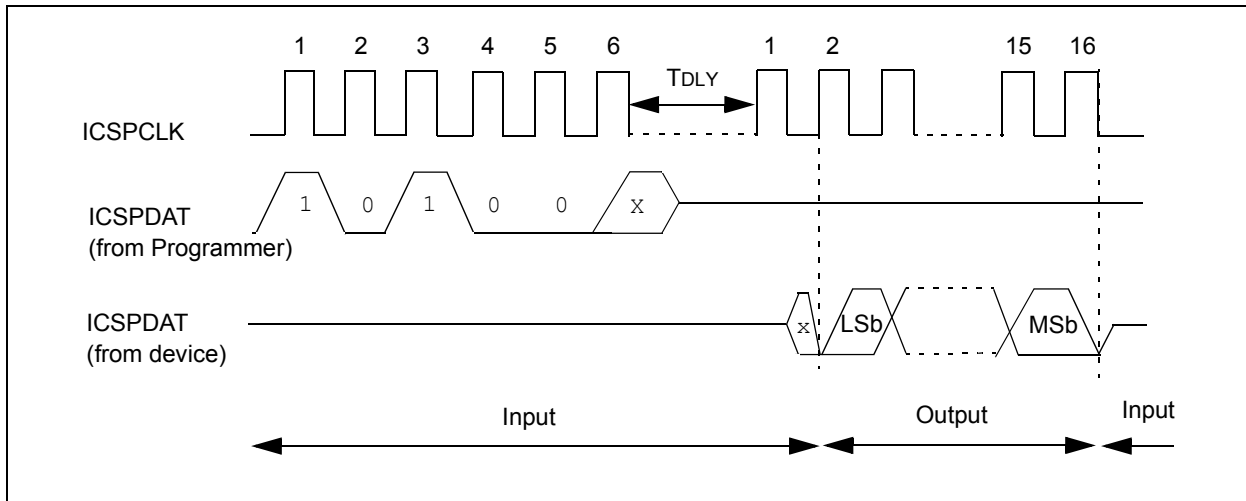 1 2 3 4 5 6 1 2 15 16
TDLY
ICSPCLK
1 0 1 0 0 x
ICSPDAT
(from Programmer)
ICSPDAT
(from device)
x LSb MSb
Input Output Input